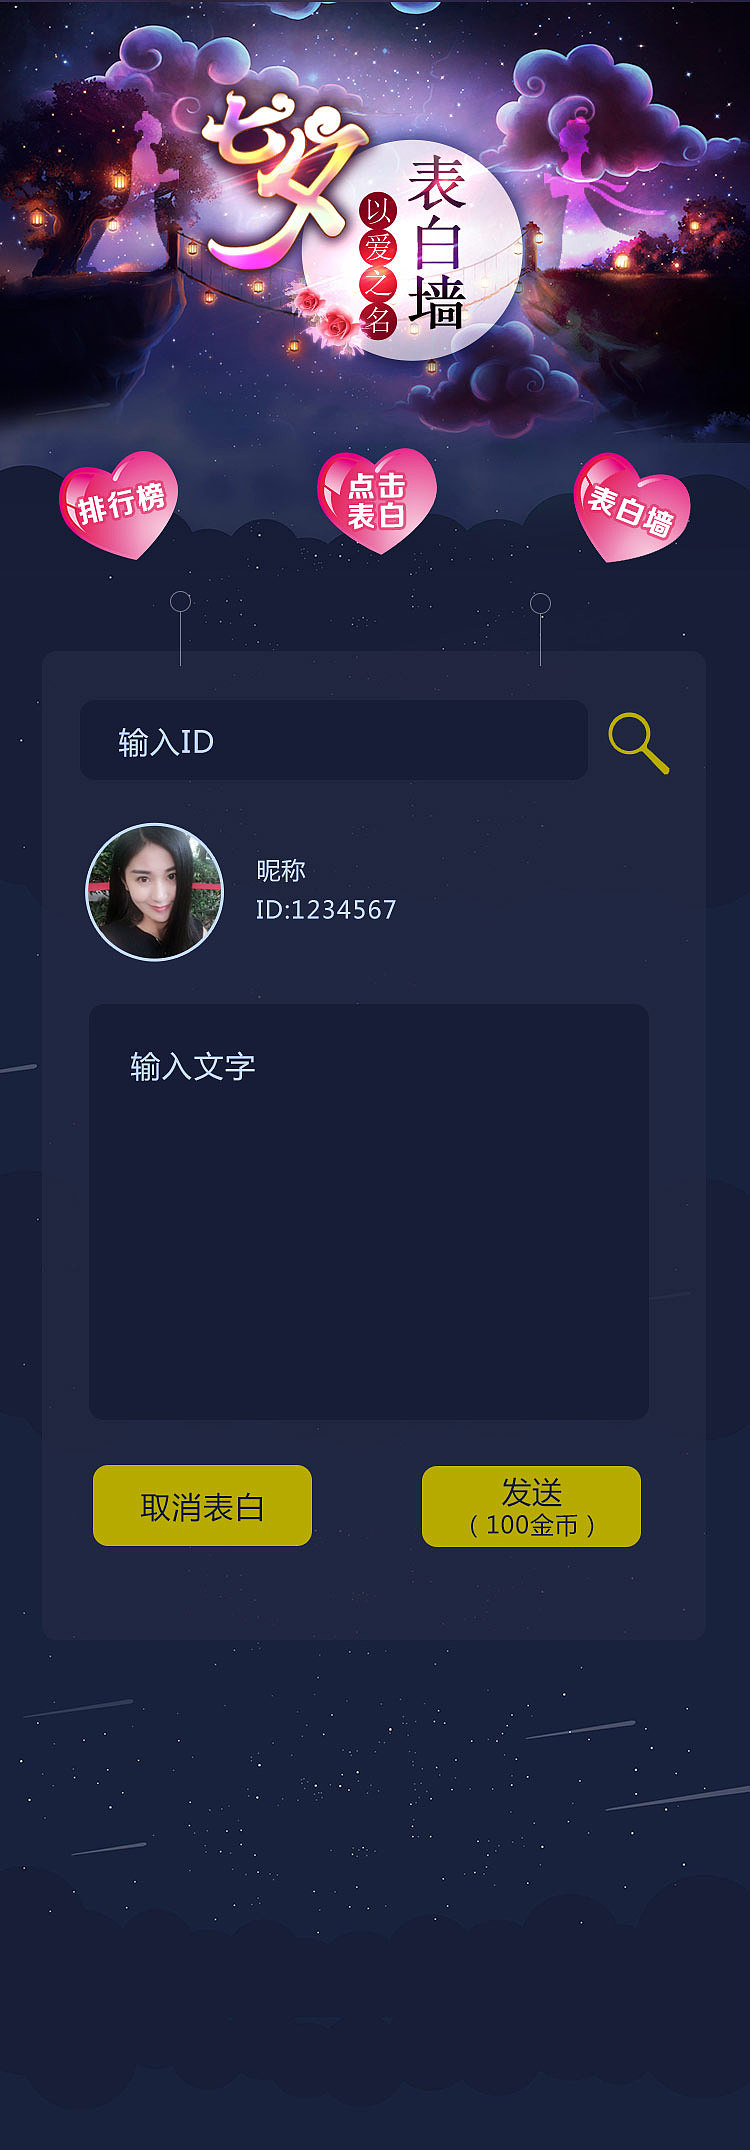 七夕
表白墙
以爱之名
排行榜
点击
表白
表白墙
输入ID
昵称
ID:1234567
输入文字
取消表白
发送
（100金币）